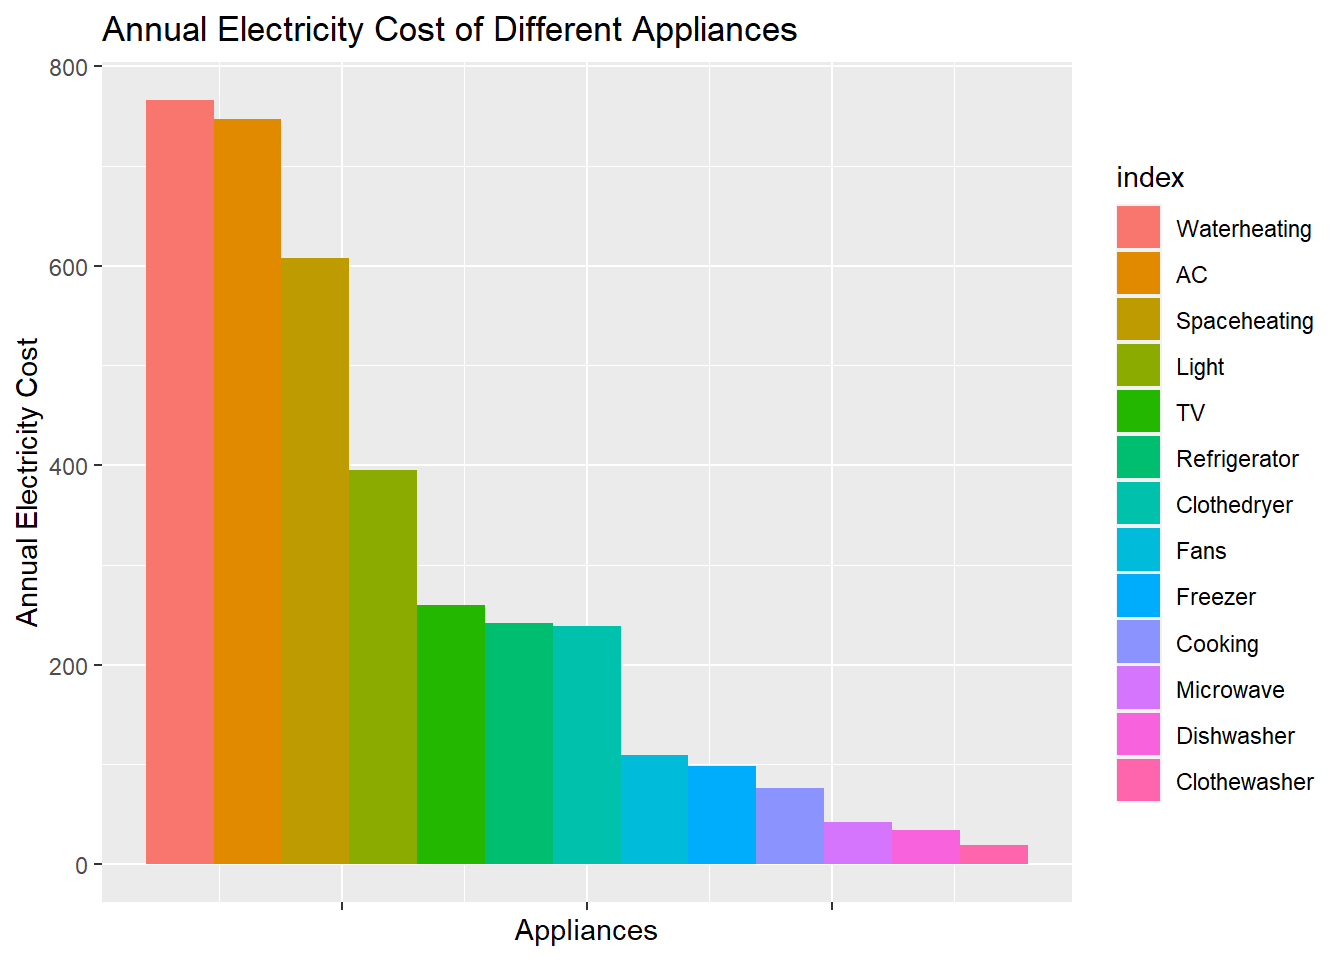 Annual Electricity Cost of Different Appliances
800
600
400
200
0
Annual Electricity Cost
Appliances
index
Waterheating
AC
Spaceheating
Light
TV
Refrigerator
Clothedryer
Fans
Freezer
Cooking
Microwave
Dishwasher
Clothewasher